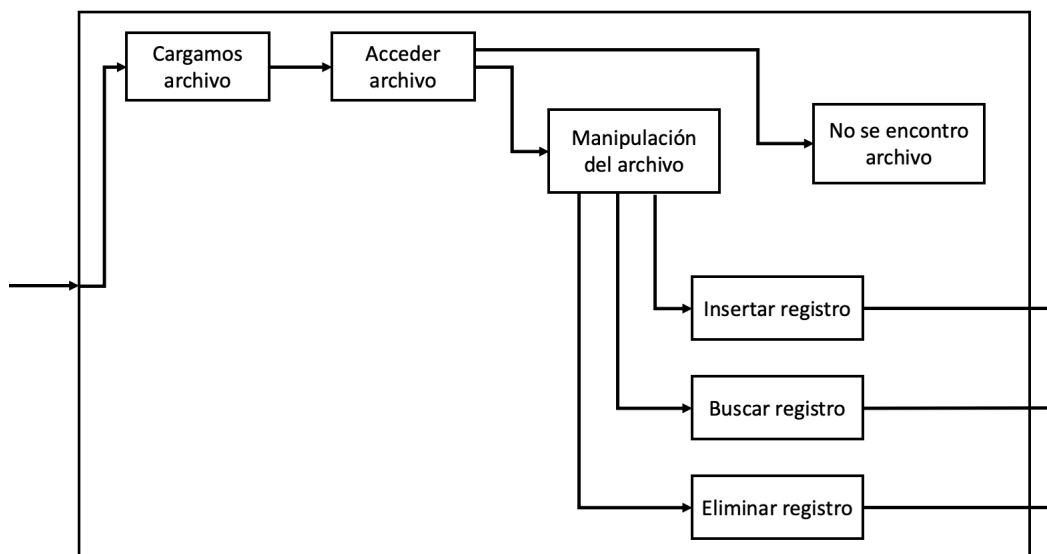 Cargamos
archivo
Acceder
archivo
Manipulación
del archivo
No se encontro
archivo
Insertar registro
Buscar registro
Eliminar registro